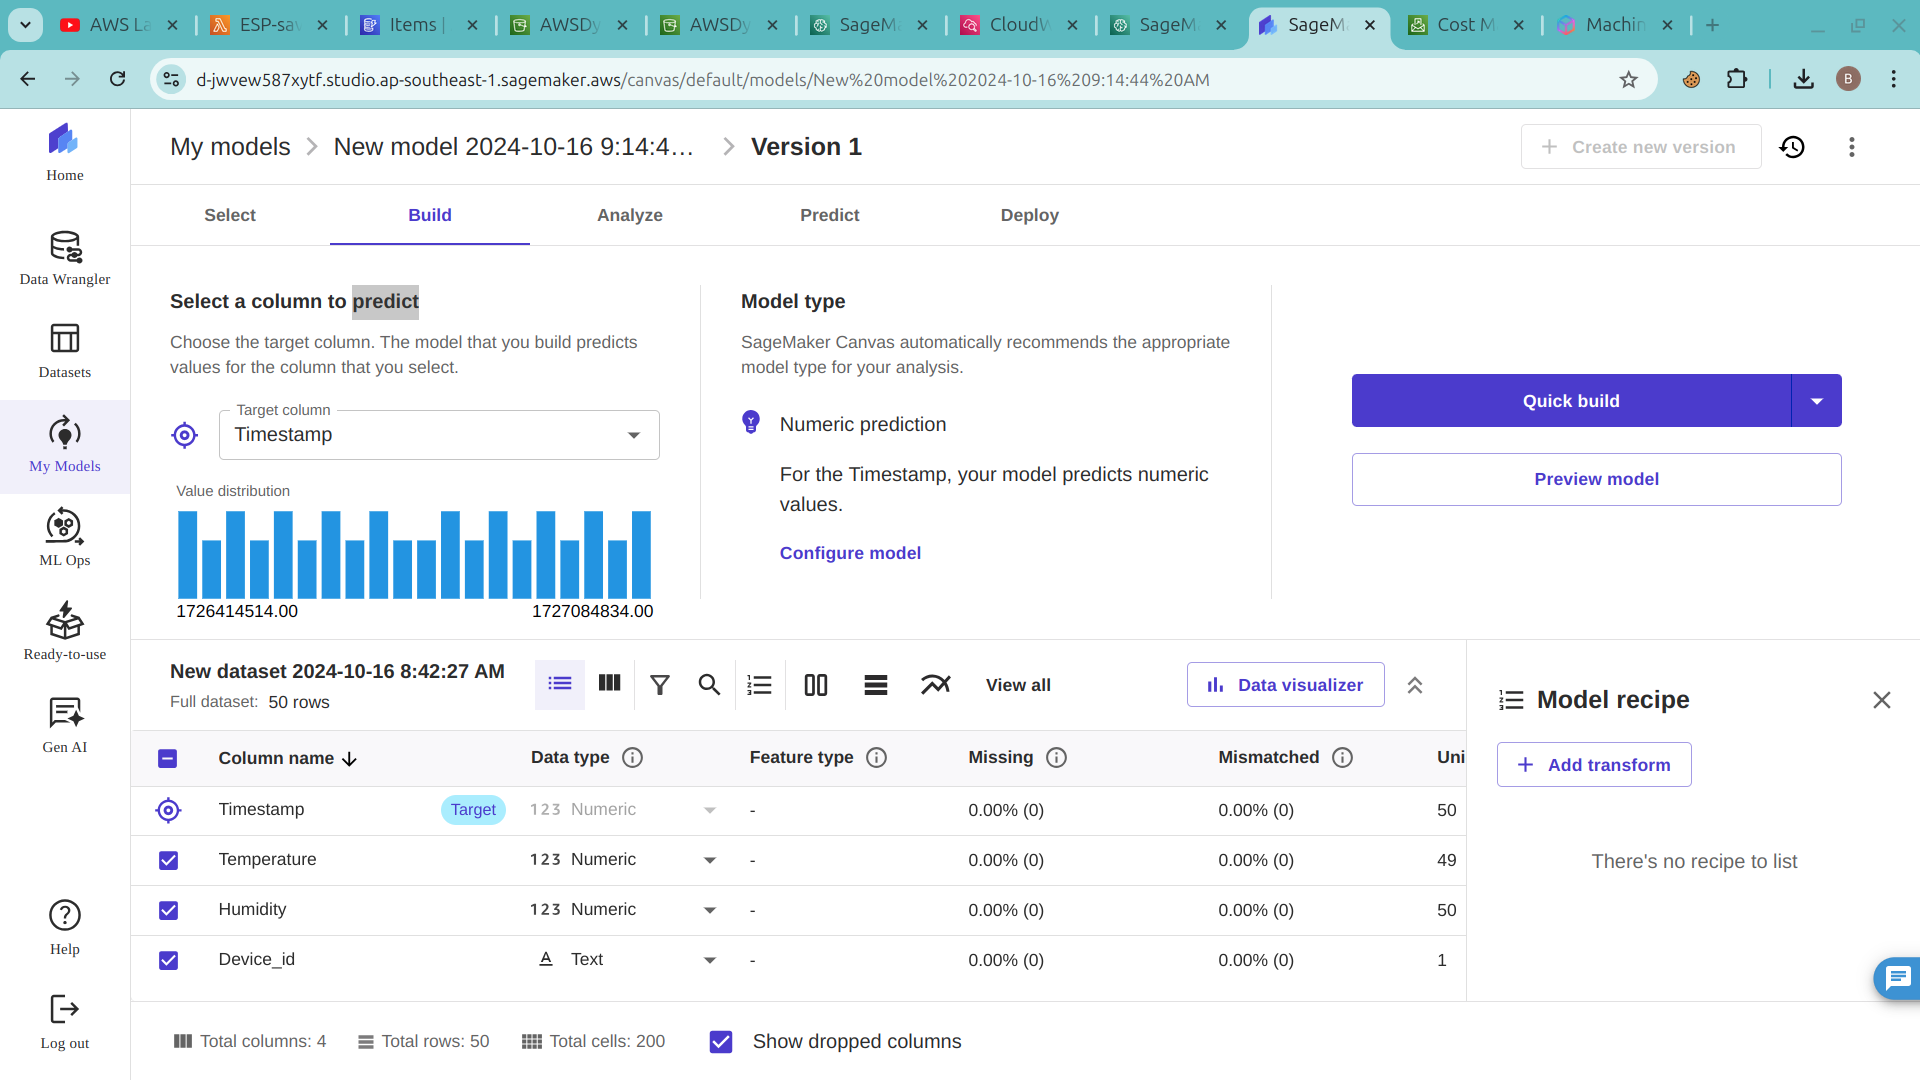 AWS La
ESP-sav
Items |
AWSDy
AWSDy
SageMa
CloudW
SageMa
SageMa
Cost M
Machin
d-jwvew587xytf.studio.ap-southeast-1.sagemaker.aws/canvas/default/models/New%20model%202024-10-16%209:14:44%20AM
B
Home
Data Wrangler
Datasets
My Models
ML Ops
Ready-to-use
Gen AI
Help
Log out
My models > New model 2024-10-16 9:14:4... > Version 1
+ Create new version
Select
Build
Analyze
Predict
Deploy
Select a column to predict
Choose the target column. The model that you build predicts
values for the column that you select.
Target column
Timestamp
Value distribution
1726414514.00 1727084834.00
Model type
SageMaker Canvas automatically recommends the appropriate
model type for your analysis.
Numeric prediction
For the Timestamp, your model predicts numeric
values.
Configure model
Quick build
Preview model
New dataset 2024-10-16 8:42:27 AM
Full dataset: 50 rows
View all
Data visualizer
Column name Data type Feature type Missing Mismatched Uni
Timestamp Target 123 Numeric - 0.00% (0) 0.00% (0) 50
Temperature 123 Numeric - 0.00% (0) 0.00% (0) 49
Humidity 123 Numeric - 0.00% (0) 0.00% (0) 50
Device_id A Text - 0.00% (0) 0.00% (0) 1
Model recipe
+ Add transform
There's no recipe to list
Total columns: 4 Total rows: 50 Total cells: 200 Show dropped columns